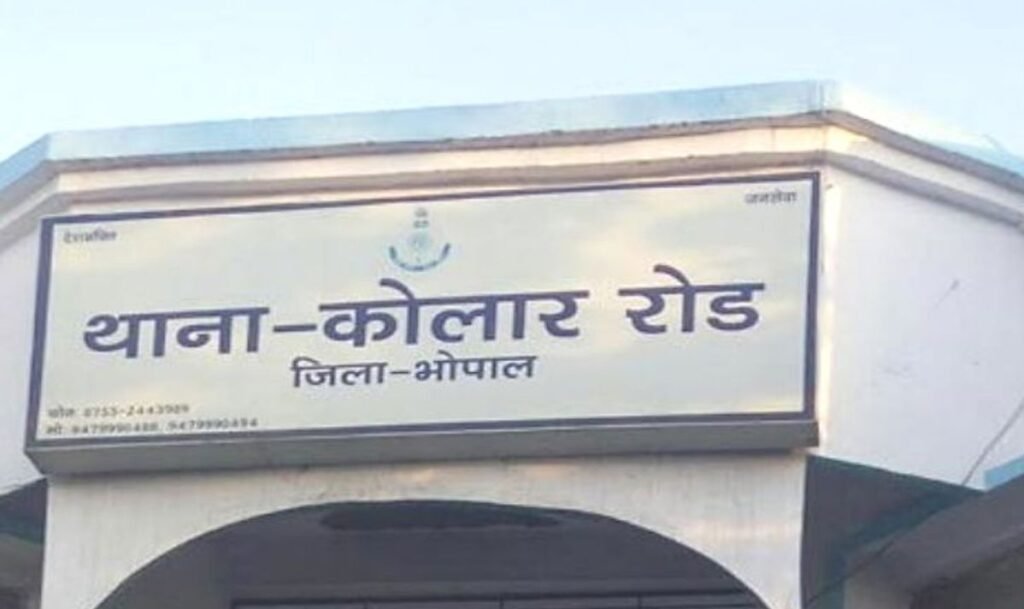 देशभक्ति
जनसेवा
थाना-कोलार रोड
जिला-भोपाल
फोन: 0755-2443989
मो: 9479990488, 9479990494